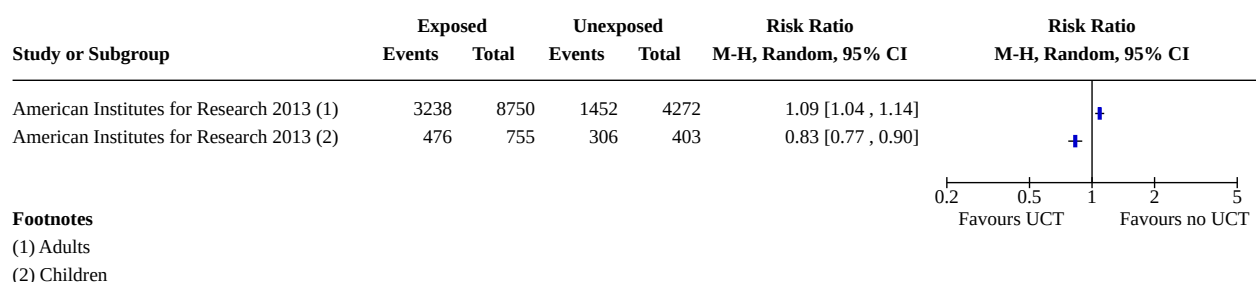 Exposed Unexposed Risk Ratio Risk Ratio
Study or Subgroup Events Total Events Total M-H, Random, 95% CI M-H, Random, 95% CI
American Institutes for Research 2013 (1) 3238 8750 1452 4272 1.09 [1.04 , 1.14]
American Institutes for Research 2013 (2) 476 755 306 403 0.83 [0.77 , 0.90]
0.2 0.5 1 2 5
Footnotes Favours UCT Favours no UCT
(1) Adults
(2) Children